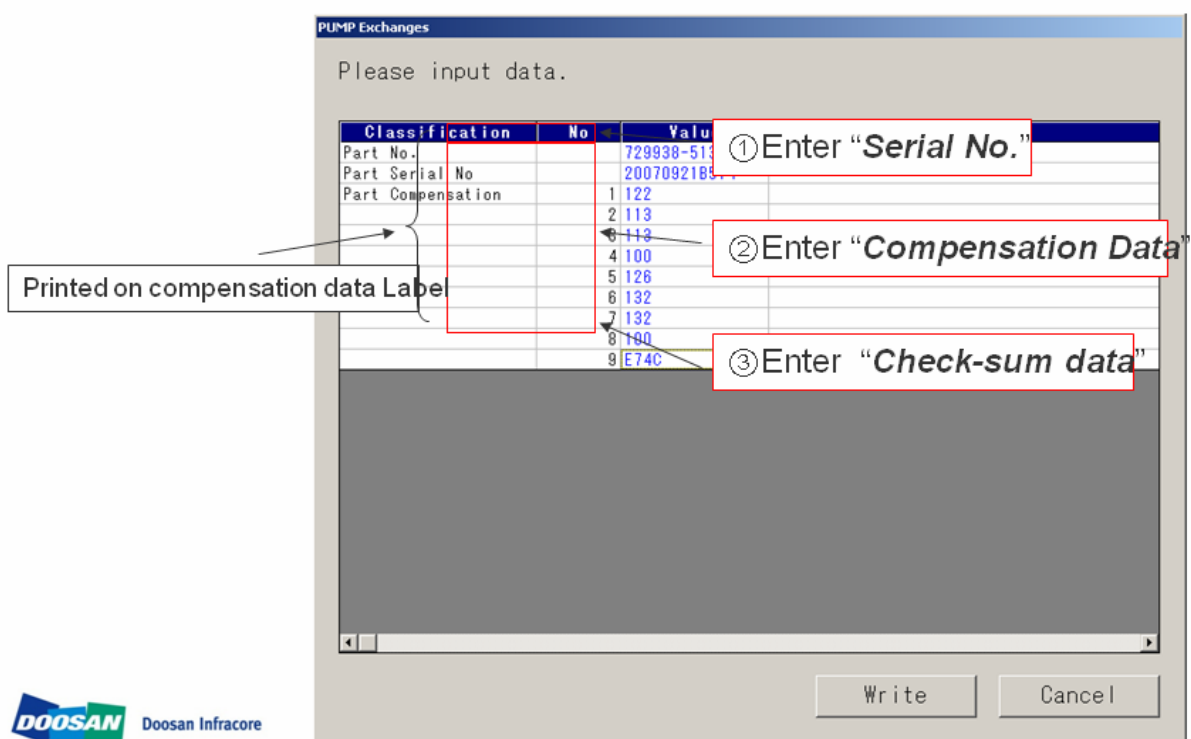 PUMP Exchanges
Please input data.
Classification No Valu
①Enter “Serial No.”
Part No. 729938-513
Part Serial No 20070921B
Part Compensation 1 122
2 113
②Enter “Compensation Data”
3 113
4 100
5 126
Printed on compensation data Label
6 132
7 132
8 100
③Enter “Check-sum data”
9 E74C
Write Cancel
DOOSAN Doosan Infracore